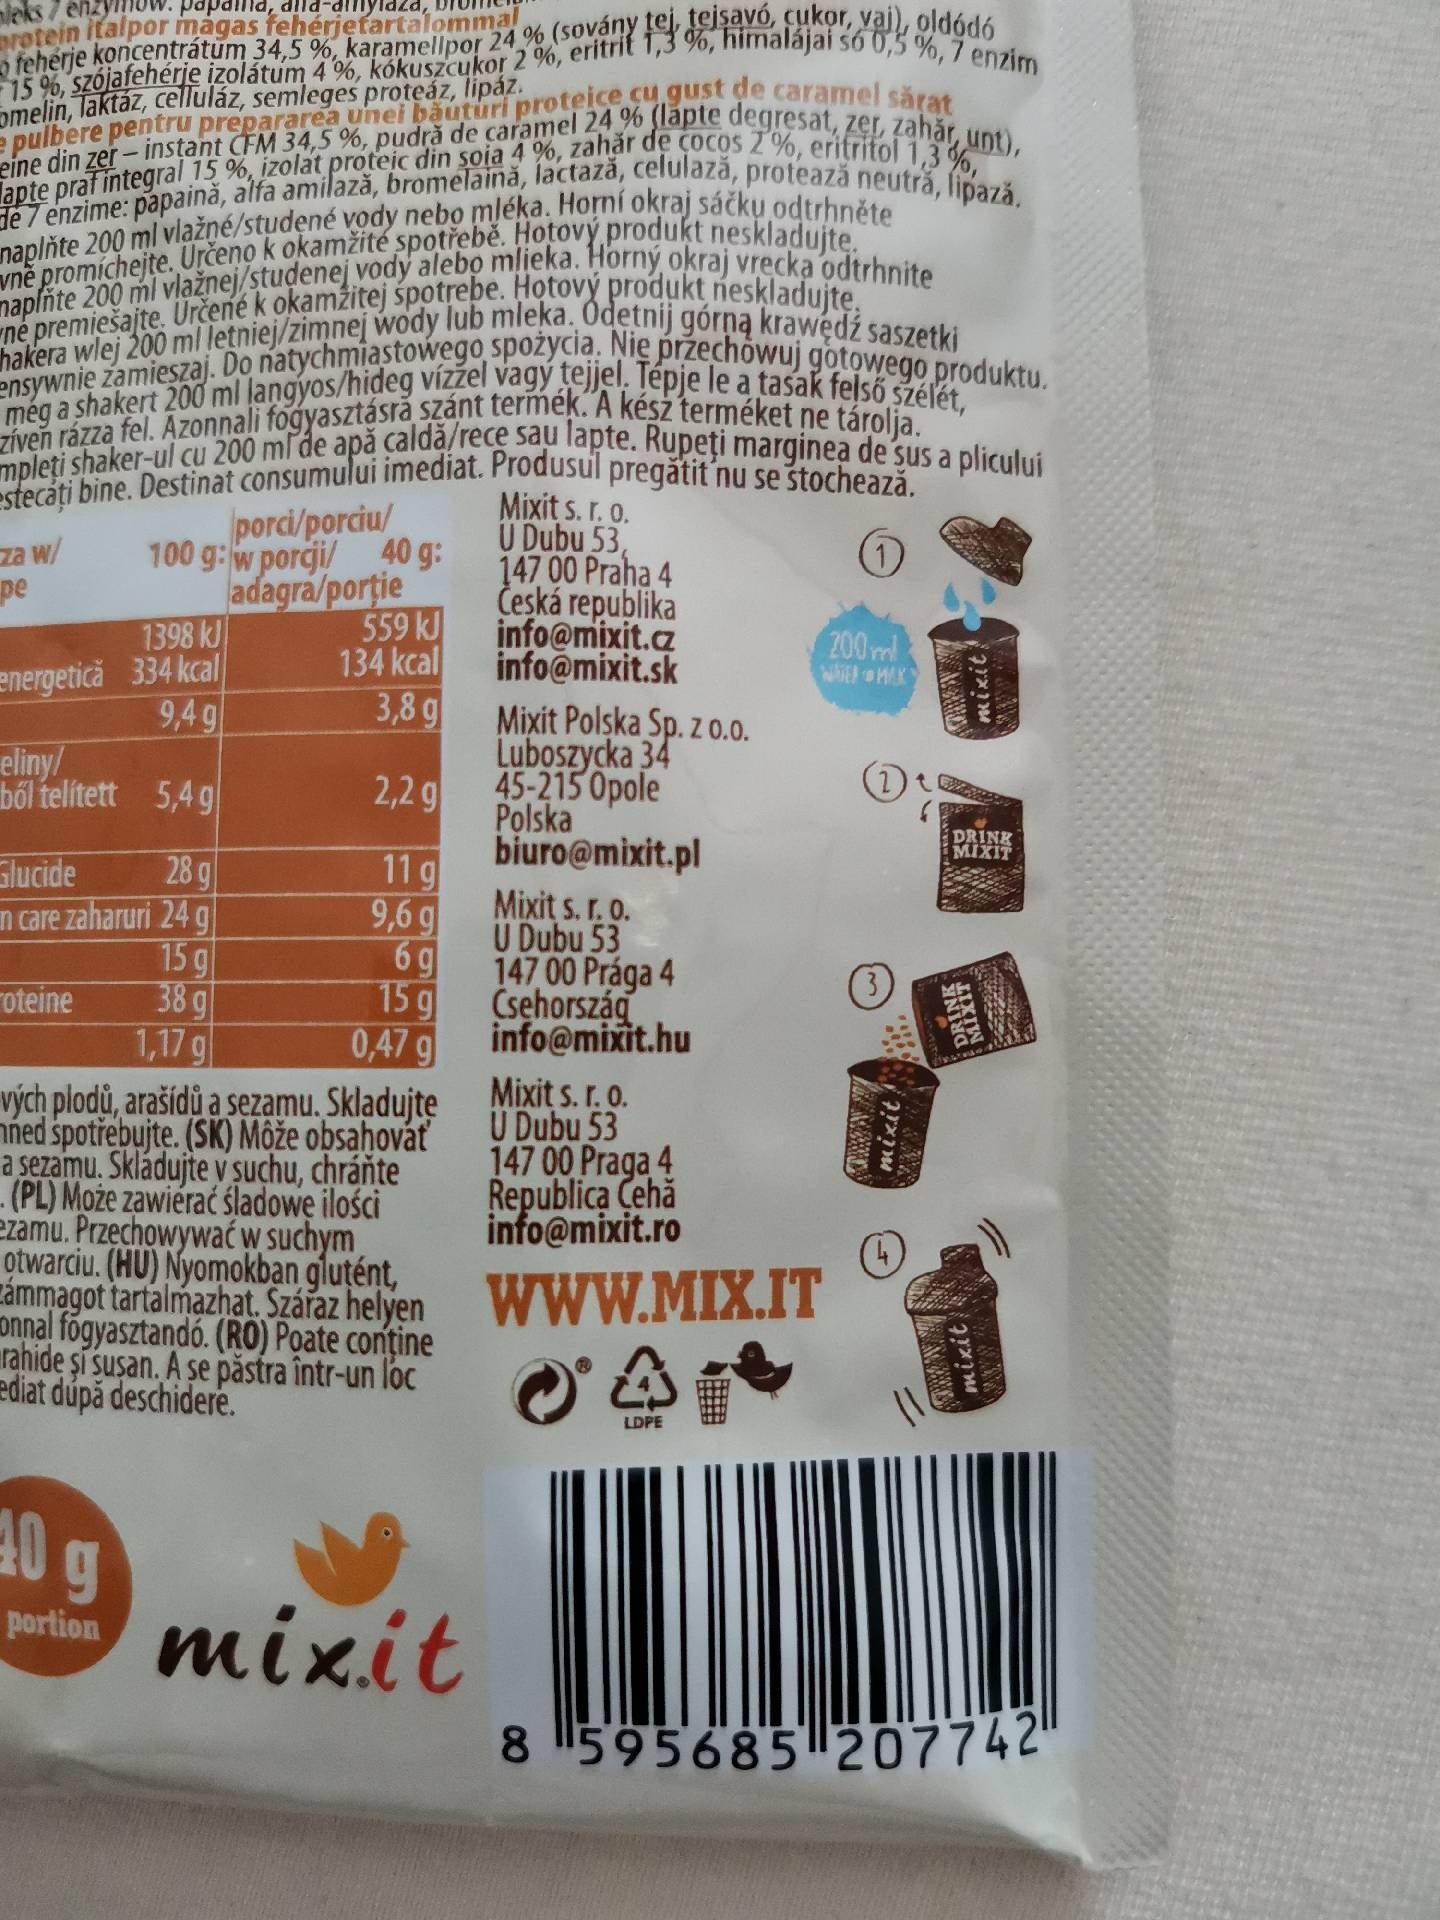 protein italpor magas fehérjetartalommal
fehérje koncentrátum 34,5 %, karamellpor 24 % (sovány tej, tejsavó, cukor, vaj), oldódó
15 %, szójafehérje izolátum 4 %, kókuszcukor 2 %, eritrit 1,3 %, himalájai só 0,5 %, 7 enzim
laktáz, celluláz, semleges proteáz, lipáz.
pulbere pentru prepararea unei băuturi proteice cu gust de caramel sărat
din zer – instant CFM 34,5 %, pudră de caramel 24 % (lapte degresat, zer, zahăr, unt),
lapte praf integral 15 %, izolat proteic din soia 4 %, zahăr de cocos 2 %, eritritol 1,3 %,
de 7 enzime: papaină, alfa amilază, bromelaină, lactază, celulază, protează neutră, lipază.
naplňte 200 ml vlažné/studené vody nebo mléka. Horní okraj sáčku odtrhněte
promíchejte. Určeno k okamžité spotřebě. Hotový produkt neskladujte.
naplňte 200 ml vlažnej/studenej vody alebo mlieka. Horný okraj vrecka odtrhnite
premiešajte. Určené k okamžitej spotrebe. Hotový produkt neskladujte.
wlej 200 ml letniej/zimnej wody lub mleka. Odetnij górną krawędź saszetki
zamieszaj. Do natychmiastowego spożycia. Nie przechowuj gotowego produktu.
meg a shakert 200 ml langyos/hideg vízzel vagy tejjel. Tépje le a tasak felső szélét,
rázza fel. Azonnali fogyasztásra szánt termék. A kész terméket ne tárolja.
shaker-ul cu 200 ml de apă caldă/rece sau lapte. Rupeți marginea de sus a plicului
bine. Destinat consumului imediat. Produsul pregătit nu se stochează.
za w/ 100 g: porci/porciu/
w porcji/ 40 g:
adagra/porție
1398 kJ 559 kJ
energetică 334 kcal 134 kcal
9,4 g 3,8 g
eliny/
ből telített 5,4 g 2,2 g
Glucide 28 g 11 g
n care zaharuri 24 g 9,6 g
15 g 6 g
roteine 38 g 15 g
1,17 g 0,47 g
vých plodů, arašídů a sezamu. Skladujte
spotřebujte. (SK) Môže obsahovať
a sezamu. Skladujte v suchu, chráňte
. (PL) Może zawierać śladowe ilości
ezamu. Przechowywać w suchym
otwarciu. (HU) Nyomokban glutént,
zámmagot tartalmazhat. Száraz helyen
onnal fogyasztandó. (RO) Poate conține
rahide și susan. A se păstra într-un loc
ediat după deschidere.
Mixit s. r. o.
U Dubu 53,
147 00 Praha 4
Česká republika
info@mixit.cz
info@mixit.sk
Mixit Polska Sp. z o.o.
Luboszycka 34
45-215 Opole
Polska
biuro@mixit.pl
Mixit s. r. o.
U Dubu 53
147 00 Prága 4
Csehország
info@mixit.hu
Mixit s. r. o.
U Dubu 53
147 00 Praga 4
Republica Cehă
info@mixit.ro
WWW.MIX.IT
4
LDPE
1
200 ml
mixit
2
DRINK
MIXIT
3
DRINK
MIXIT
mixit
4
mixit
40 g
portion
mixit
8 595685 207742